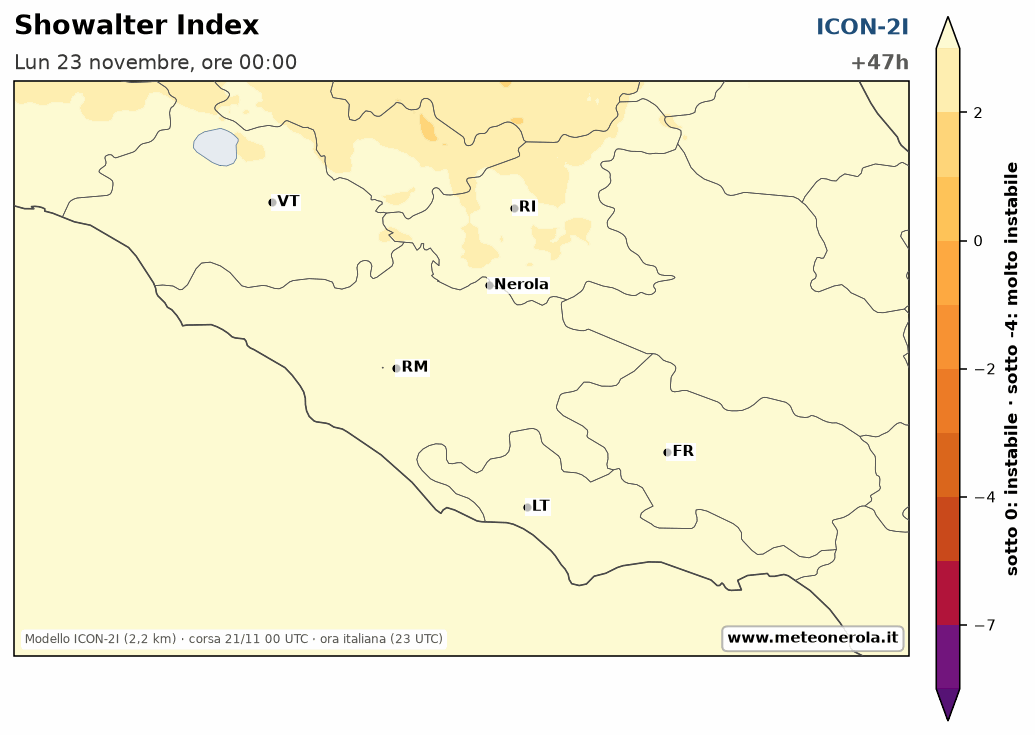 Showalter Index
ICON-2I
Lun 23 novembre, ore 00:00
+47h
VT
RI
Nerola
RM
FR
LT
2
0
−2
−4
−7
sotto 0: instabile · sotto -4: molto instabile
Modello ICON-2I (2,2 km) · corsa 21/11 00 UTC · ora italiana (23 UTC)
www.meteonerola.it